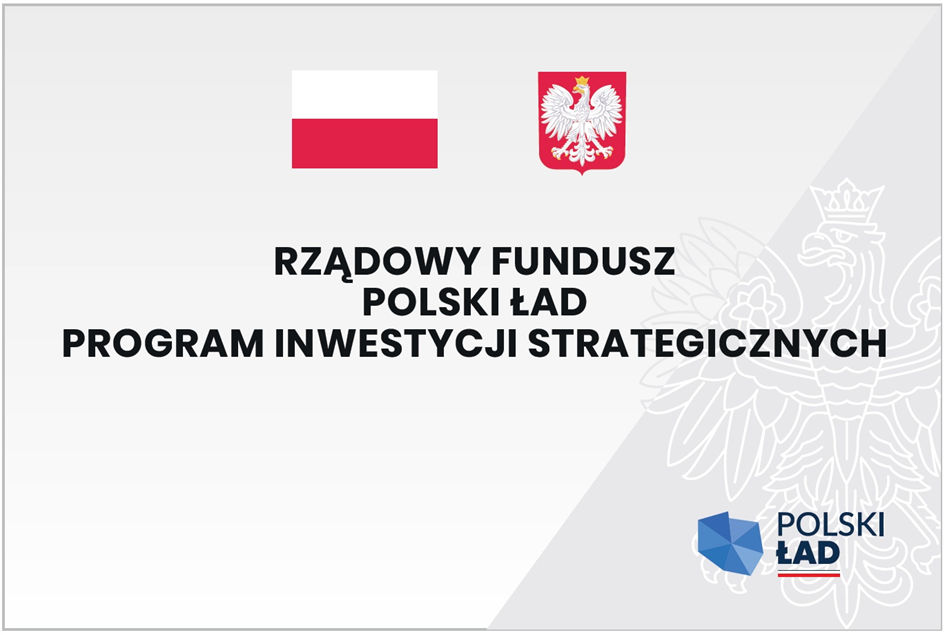 RZĄDOWY FUNDUSZ
POLSKI ŁAD
PROGRAM INWESTYCJI STRATEGICZNYCH
POLSKI
ŁAD